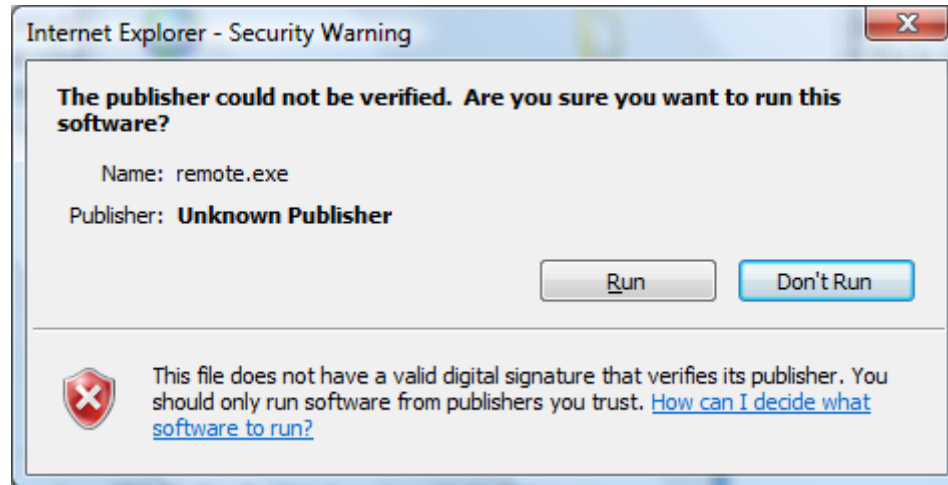 Internet Explorer - Security Warning
The publisher could not be verified.  Are you sure you want to run this
software?
Name: remote.exe
Publisher: Unknown Publisher
Run
Don't Run
This file does not have a valid digital signature that verifies its publisher. You
should only run software from publishers you trust. How can I decide what
software to run?